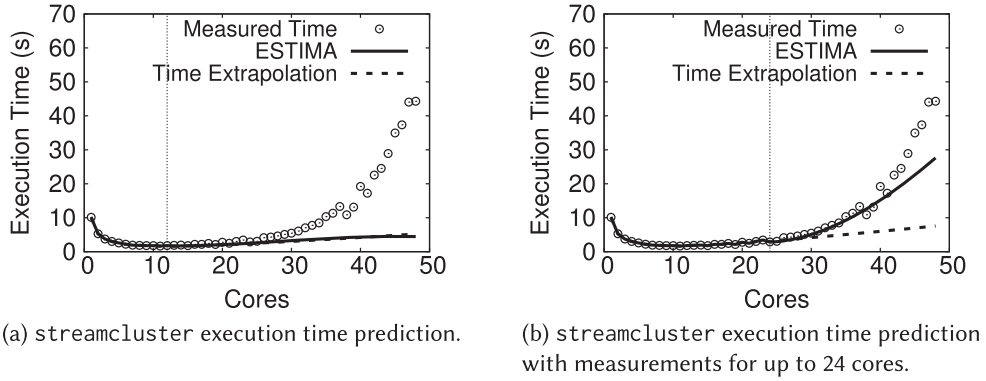 Execution Time (s)
70
60
50
40
30
20
10
0
Measured Time
ESTIMA
Time Extrapolation
0 10 20 30 40 50
Cores
(a) streamcluster execution time prediction.
Execution Time (s)
70
60
50
40
30
20
10
0
Measured Time
ESTIMA
Time Extrapolation
0 10 20 30 40 50
Cores
(b) streamcluster execution time prediction
with measurements for up to 24 cores.